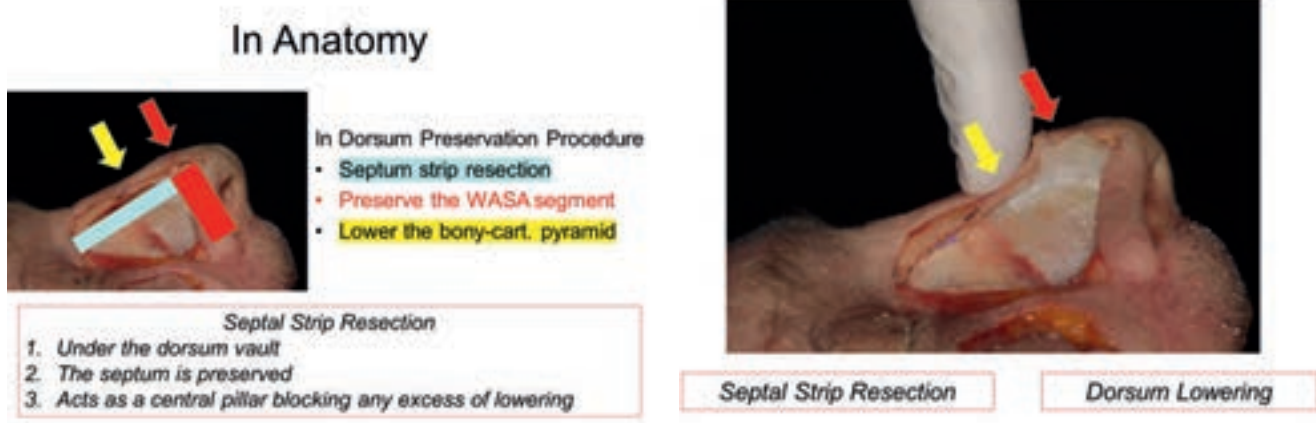 In Anatomy
In Dorsum Preservation Procedure
• Septum strip resection
• Preserve the WASA segment
• Lower the bony-cart. pyramid
Septal Strip Resection
1. Under the dorsum vault
2. The septum is preserved
3. Acts as a central pillar blocking any excess of lowering
Septal Strip Resection
Dorsum Lowering